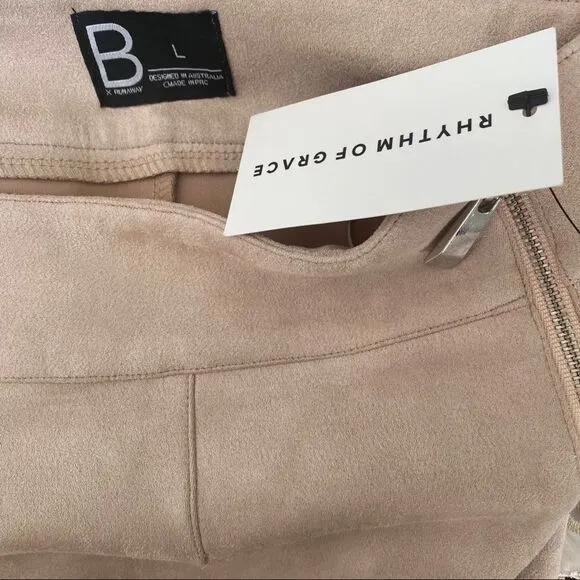 B
X RUNAWAY
L
DESIGNED IN AUSTRALIA
MADE IN PRC
RHYTHM OF GRACE